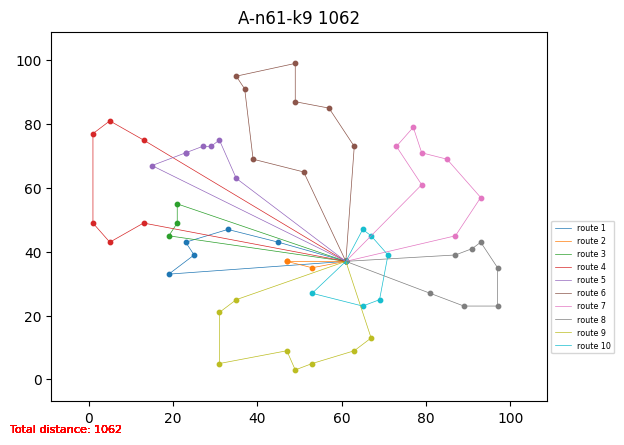 A-n61-k9 1062
100
80
60
40
20
0
0 20 40 60 80 100
route 1
route 2
route 3
route 4
route 5
route 6
route 7
route 8
route 9
route 10
Total distance: 1062